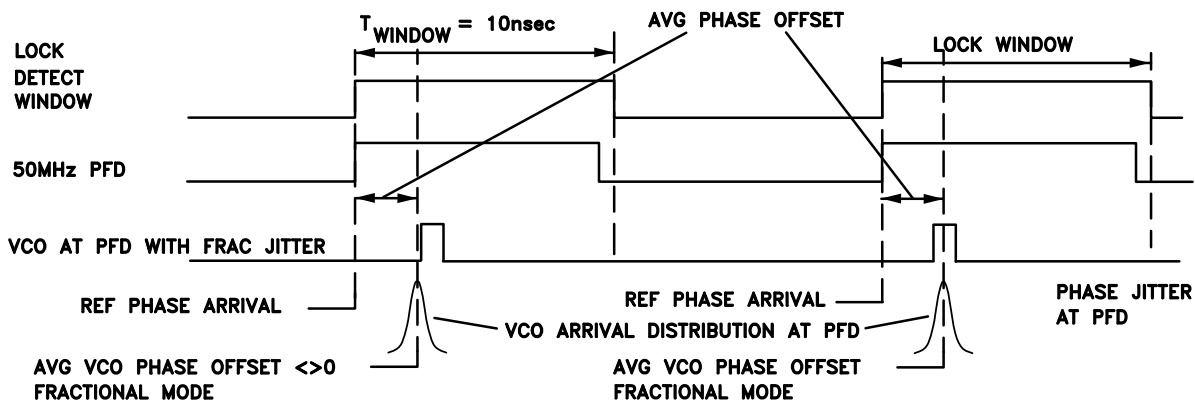 T WINDOW = 10nsec
AVG PHASE OFFSET
LOCK
DETECT
WINDOW
LOCK WINDOW
50MHz PFD
VCO AT PFD WITH FRAC JITTER
REF PHASE ARRIVAL
REF PHASE ARRIVAL
PHASE JITTER
AT PFD
VCO ARRIVAL DISTRIBUTION AT PFD
AVG VCO PHASE OFFSET <>0
FRACTIONAL MODE
AVG VCO PHASE OFFSET
FRACTIONAL MODE